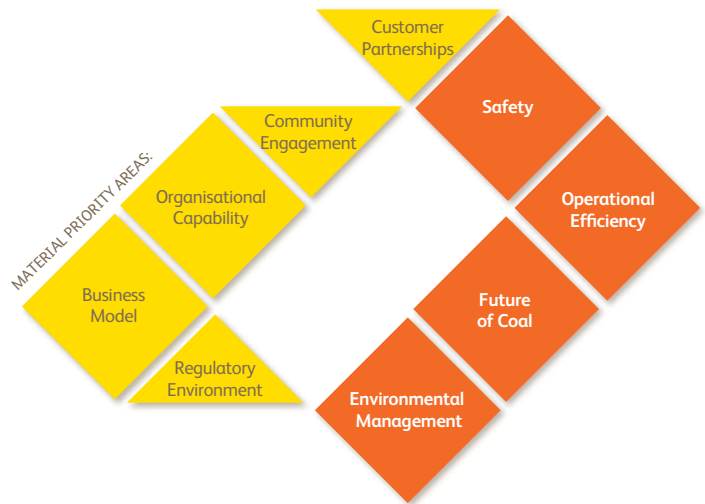 Customer
Partnerships
Safety
Community
Engagement
Operational
Efficiency
MATERIAL PRIORITY AREAS:
Organisational
Capability
Business
Model
Future
of Coal
Regulatory
Environment
Environmental
Management